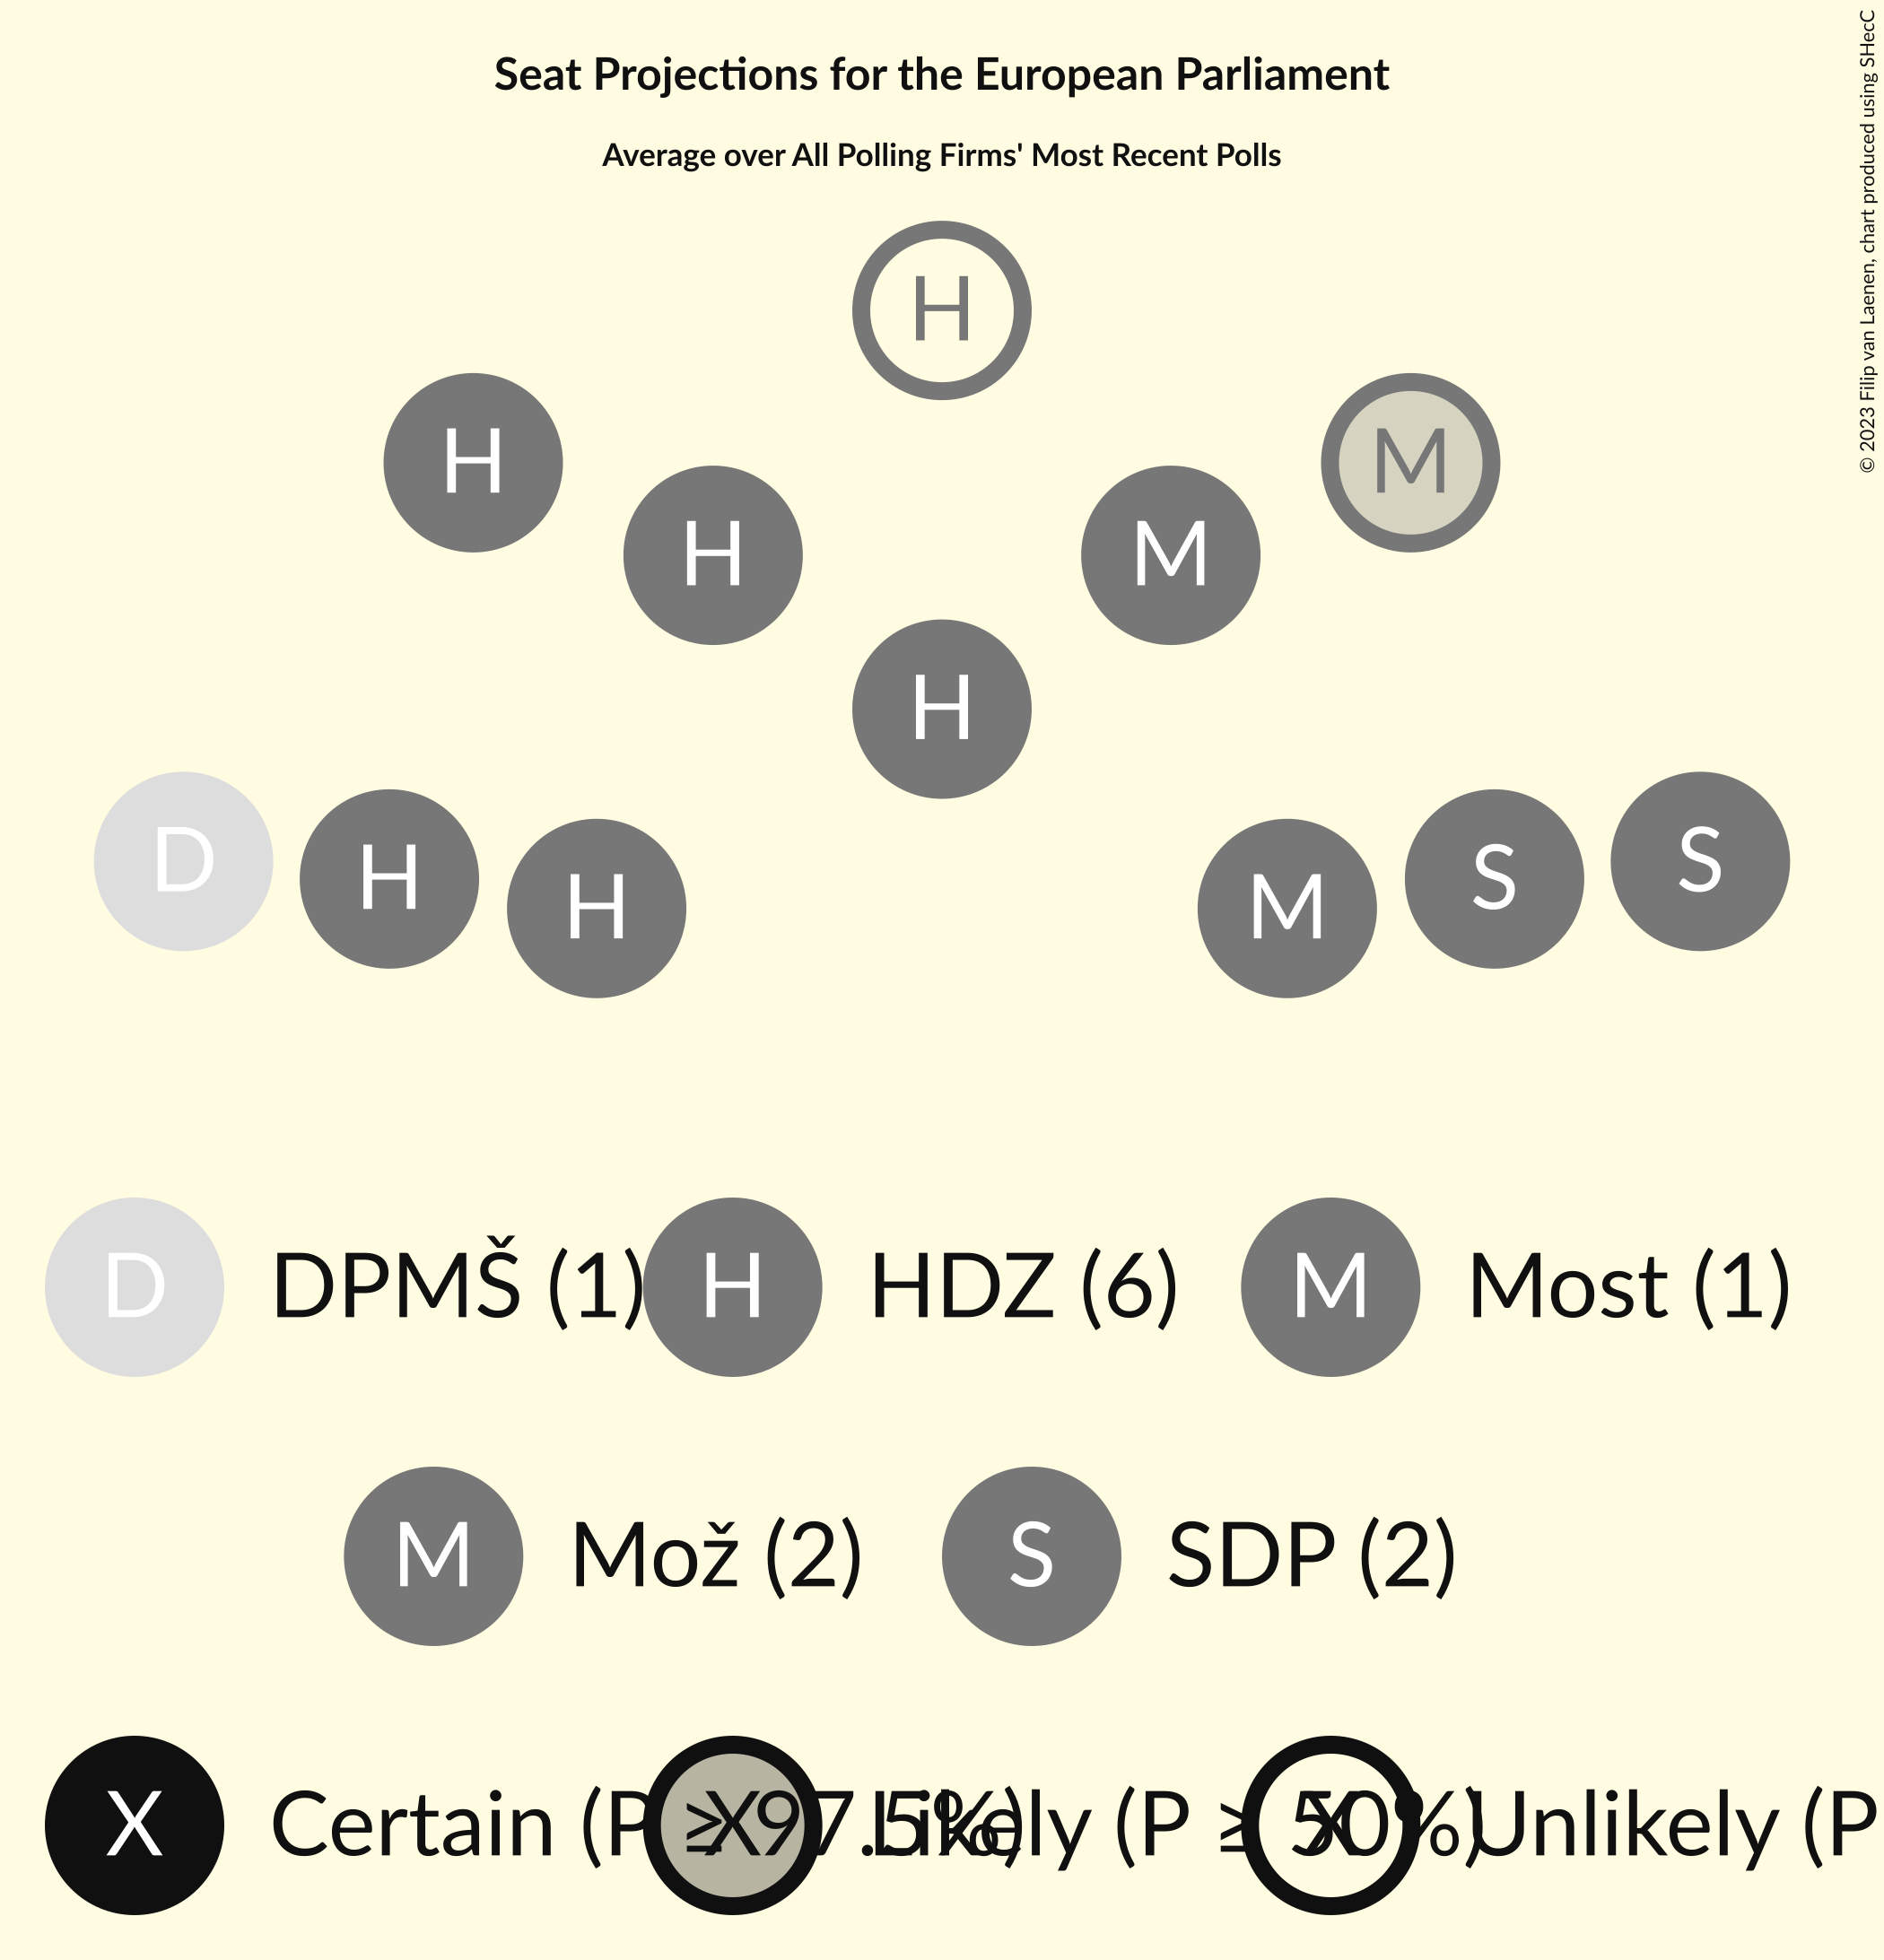 Seat Projections for the European Parliament
Average over All Polling Firms' Most Recent Polls
© 2023 Filip van Laenen, chart produced using SHecC
H
H
M
H
M
H
D
H
H
M
S
S
D DPMŠ (1)
H HDZ (6)
M Most (1)
M Mož (2)
S SDP (2)
X Certain (P ≥ 97.5%)
X Likely (P ≥ 50%)
X Unlikely (P